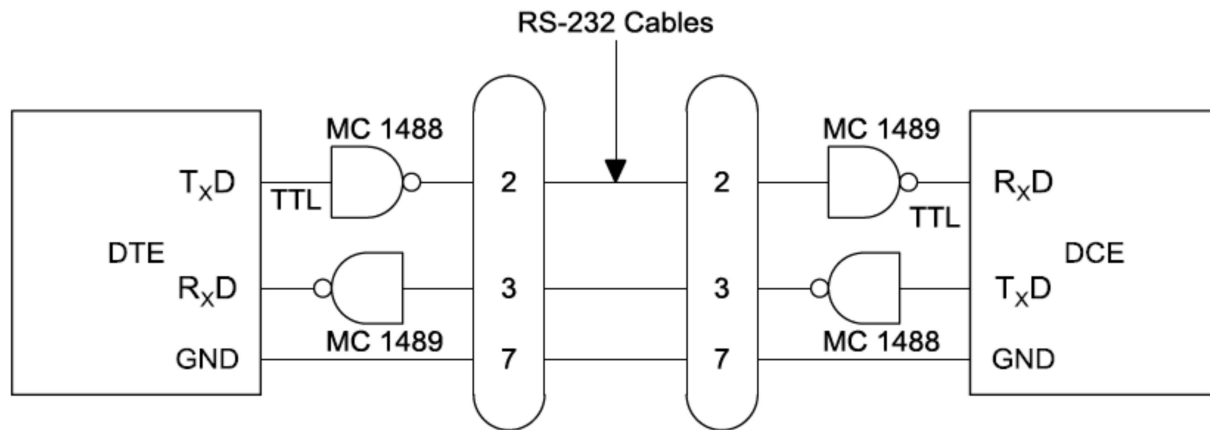 RS-232 Cables
MC 1488
MC 1489
TXD
TTL
2
2
TTL
RXD
DTE
DCE
RXD
3
3
TXD
MC 1489
MC 1488
GND
7
7
GND